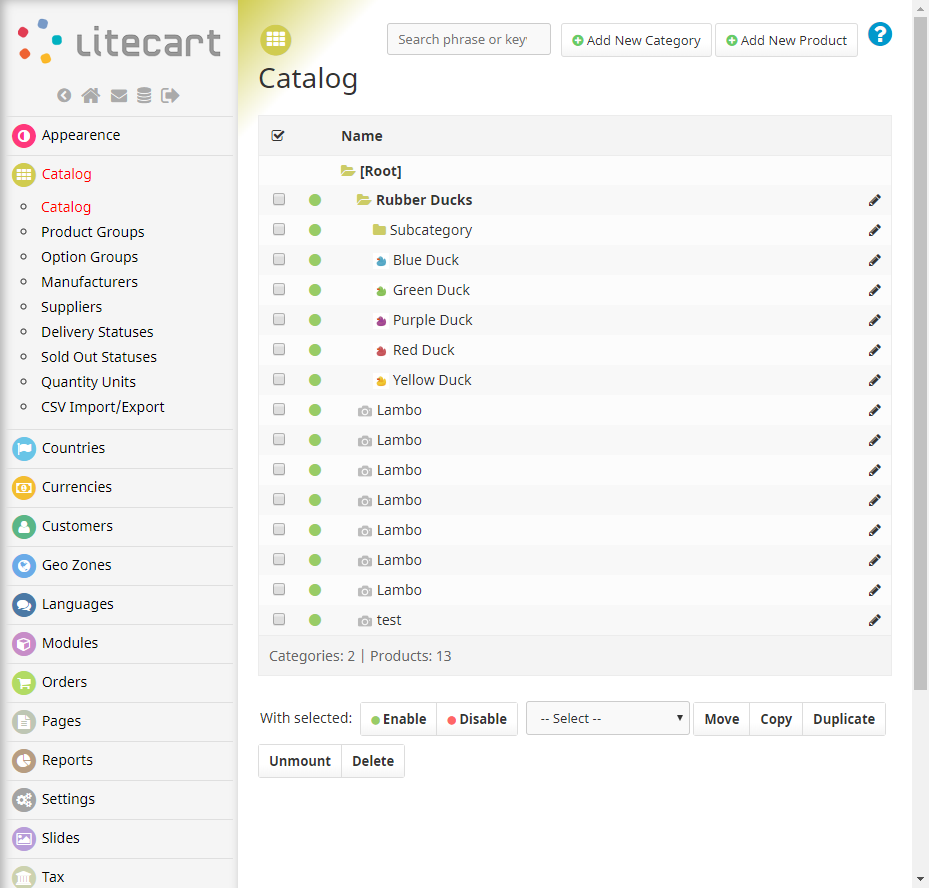 litecart
Appearence
Catalog
Catalog
Product Groups
Option Groups
Manufacturers
Suppliers
Delivery Statuses
Sold Out Statuses
Quantity Units
CSV Import/Export
Countries
Currencies
Customers
Geo Zones
Languages
Modules
Orders
Pages
Reports
Settings
Slides
Tax
Search phrase or key
Add New Category
Add New Product
?
Catalog
Name
[Root]
Rubber Ducks
Subcategory
Blue Duck
Green Duck
Purple Duck
Red Duck
Yellow Duck
Lambo
Lambo
Lambo
Lambo
Lambo
Lambo
Lambo
test
Categories: 2 | Products: 13
With selected: Enable Disable -- Select -- Move Copy Duplicate
Unmount Delete